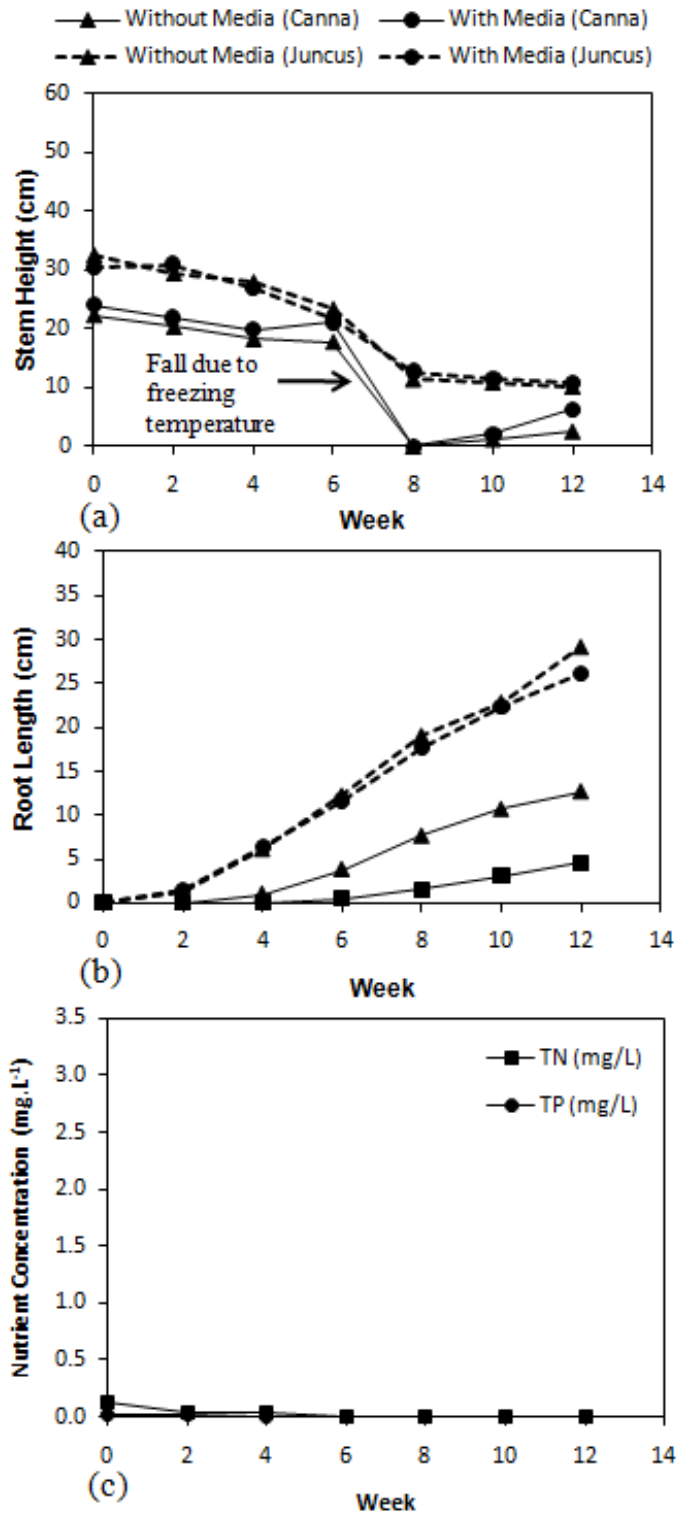 Without Media (Canna) With Media (Canna)
Without Media (Juncus) With Media (Juncus)
60
50
40
30
20
10
0
Stem Height (cm)
Fall due to
freezing
temperature
0 2 4 6 8 10 12 14
(a)
Week
40
35
30
25
20
15
10
5
0
Root Length (cm)
0 2 4 6 8 10 12 14
(b)
Week
3.5
3.0
2.5
2.0
1.5
1.0
0.5
0.0
Nutrient Concentration (mg.L⁻¹)
TN (mg/L)
TP (mg/L)
0 2 4 6 8 10 12 14
(c)
Week